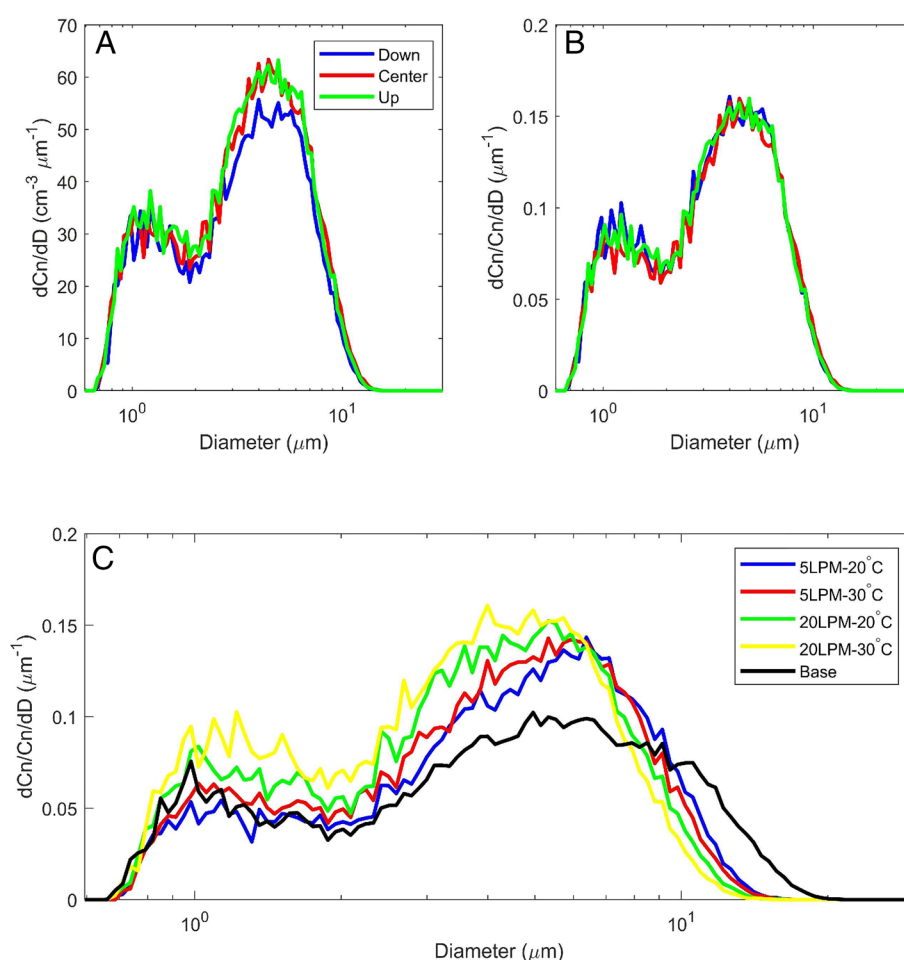 A
70
60
50
40
30
20
10
0
dCn/dD (cm⁻³ μm⁻¹)
Down
Center
Up
10⁰
10¹
Diameter (μm)
B
0.2
0.15
0.1
0.05
0
dCn/Cn/dD (μm⁻¹)
10⁰
10¹
Diameter (μm)
C
0.2
0.15
0.1
0.05
0
dCn/Cn/dD (μm⁻¹)
5LPM-20°C
5LPM-30°C
20LPM-20°C
20LPM-30°C
Base
10⁰
10¹
Diameter (μm)